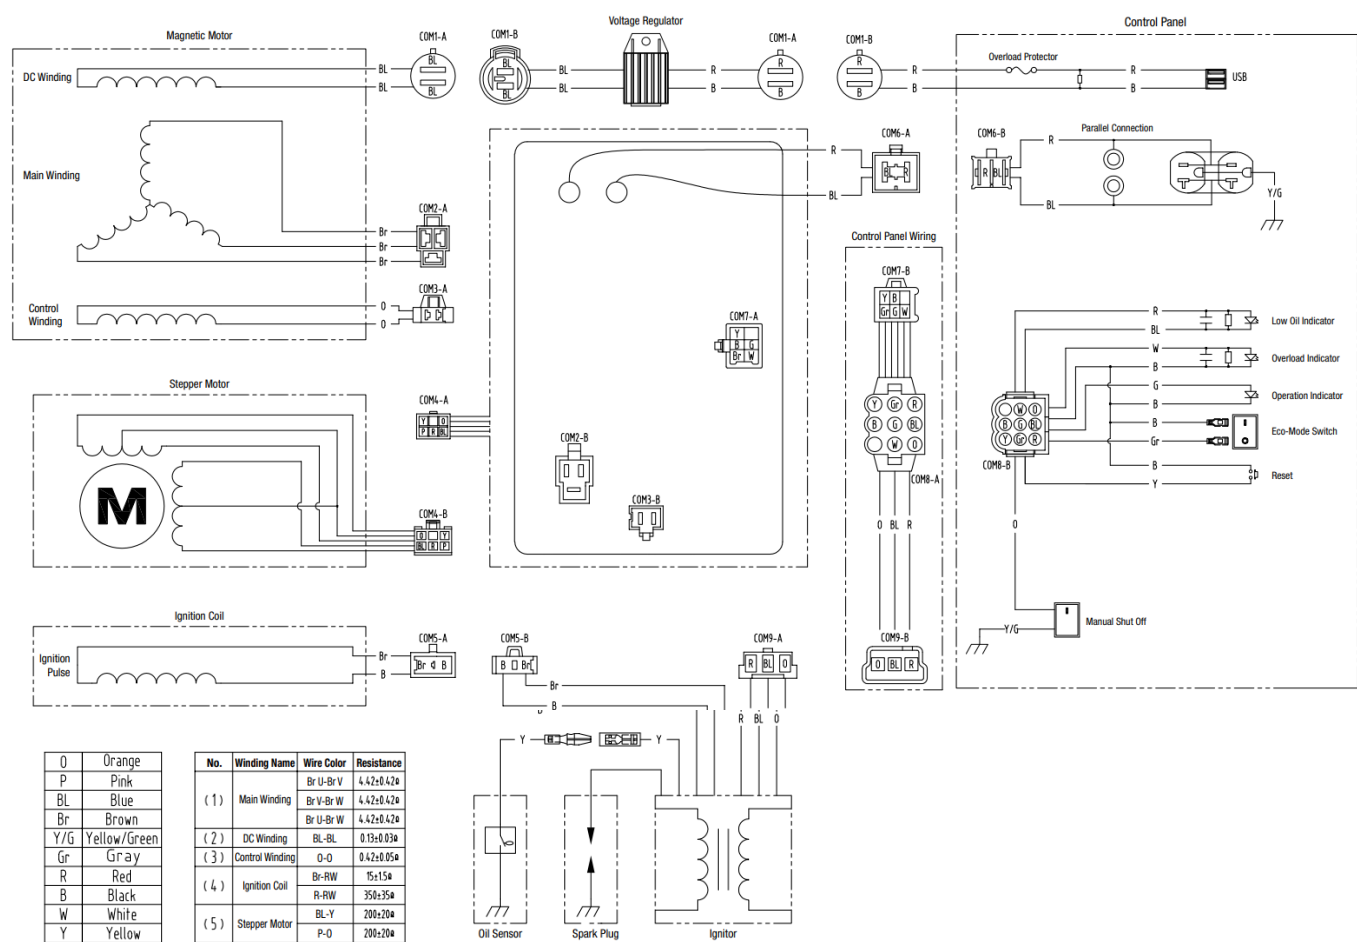 Voltage Regulator
Control Panel
Magnetic Motor
COM1-A
COM1-B
COM1-A
COM1-B
DC Winding
BL
BL
BL
BL
BL
BL
BL
BL
R
B
R
B
R
B
R
B
Overload Protector
R
B
USB
Main Winding
Br
Br
Br
COM2-A
R
BL
COM6-A
B
R
COM6-B
R
BL
R
BL
Parallel Connection
Y/G
Control
Winding
O
O
COM3-A
COM7-A
Y
B G
Br W
Control Panel Wiring
COM7-B
Y B
Gr G W
Y Gr R
B G BL
W O
COM8-A
O BL R
COM9-B
O BL R
R
BL
Low Oil Indicator
W
B
Overload Indicator
G
B
Operation Indicator
B
Gr
Eco-Mode Switch
B
Y
Reset
W O
B G BL
Y Gr R
COM8-B
O
Y/G
Manual Shut Off
Stepper Motor
M
COM4-A
Y O
P R BL
COM4-B
O Y
BL R P
COM2-B
COM3-B
Ignition Coil
Ignition
Pulse
Br
B
COM5-A
Br B
COM5-B
B Br
Br
B
COM9-A
R BL O
R BL O
Y
Y
Oil Sensor
Spark Plug
Ignitor
O Orange
P Pink
BL Blue
Br Brown
Y/G Yellow/Green
Gr Gray
R Red
B Black
W White
Y Yellow
No. Winding Name Wire Color Resistance
(1) Main Winding Br U-Br V 4.42±0.42Ω
Br V-Br W 4.42±0.42Ω
Br U-Br W 4.42±0.42Ω
(2) DC Winding BL-BL 0.13±0.03Ω
(3) Control Winding O-O 0.42±0.05Ω
(4) Ignition Coil Br-RW 15±1.5Ω
R-RW 350±35Ω
(5) Stepper Motor BL-Y 200±20Ω
P-O 200±20Ω